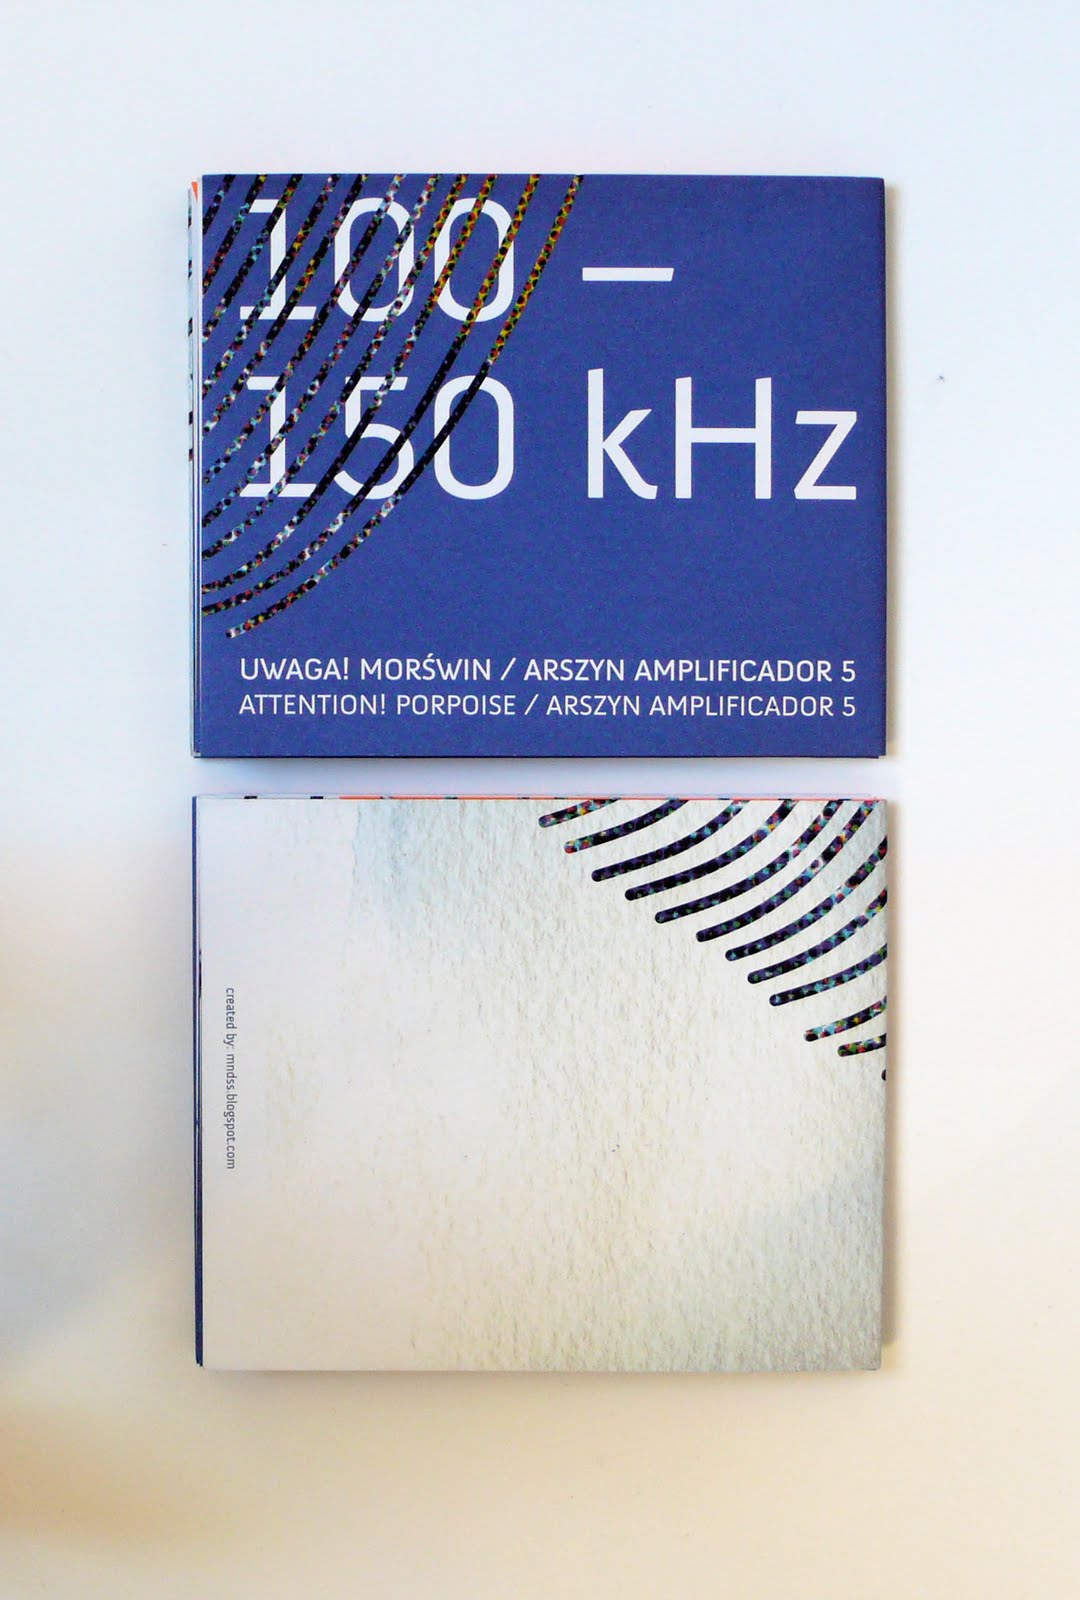 100 –
150 kHz
UWAGA! MORŚWIN / ARSZYN AMPLIFICADOR 5
ATTENTION! PORPOISE / ARSZYN AMPLIFICADOR 5
created by: mndss.blogspot.com